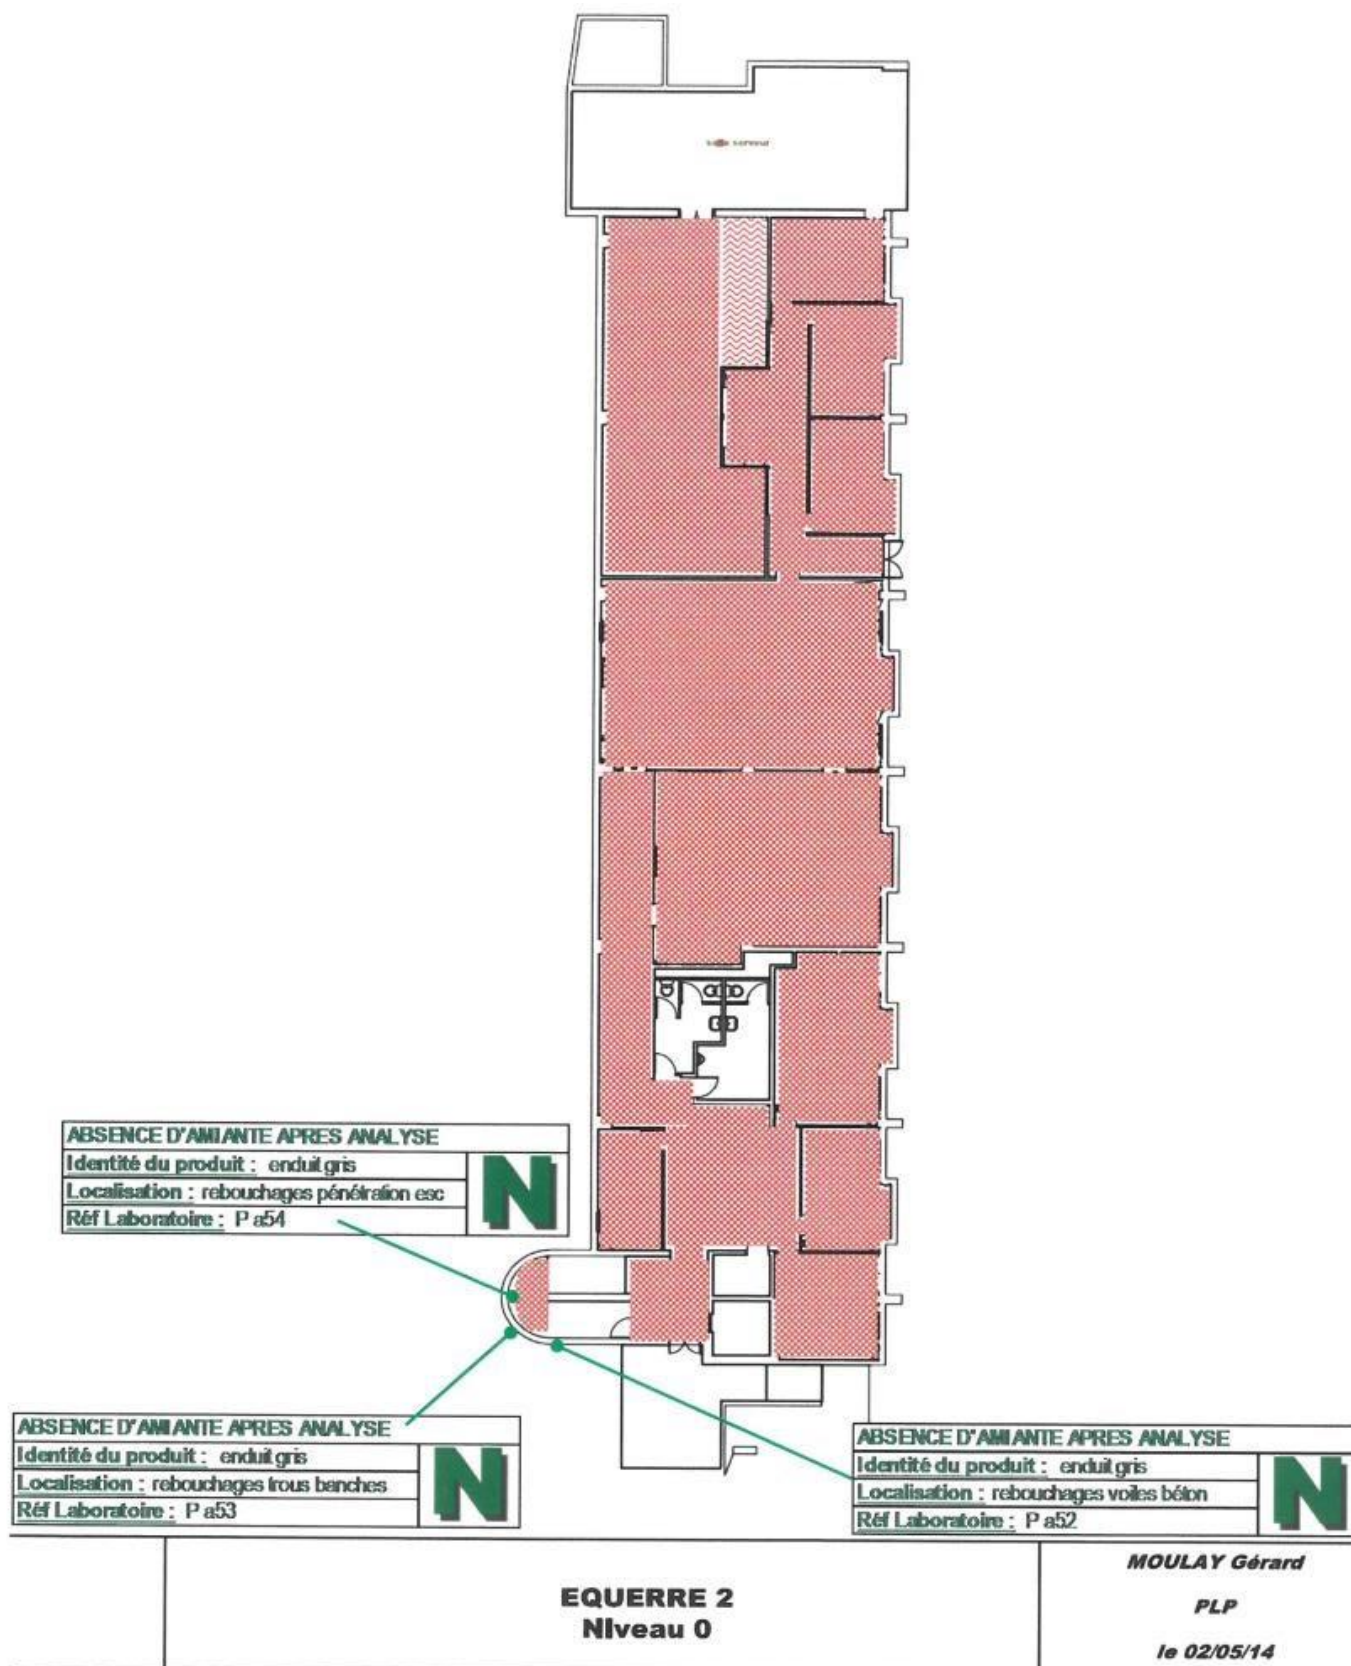 salle serveur
ABSENCE D'AMIANTE APRES ANALYSE
Identité du produit : enduit gris
Localisation : rebouchages pénétration esc
Réf Laboratoire : P a54
N
ABSENCE D'AMIANTE APRES ANALYSE
Identité du produit : enduit gris
Localisation : rebouchages trous banches
Réf Laboratoire : P a53
N
ABSENCE D'AMIANTE APRES ANALYSE
Identité du produit : enduit gris
Localisation : rebouchages voiles béton
Réf Laboratoire : P a52
N
EQUERRE 2
Niveau 0
MOULAY Gérard
PLP
le 02/05/14